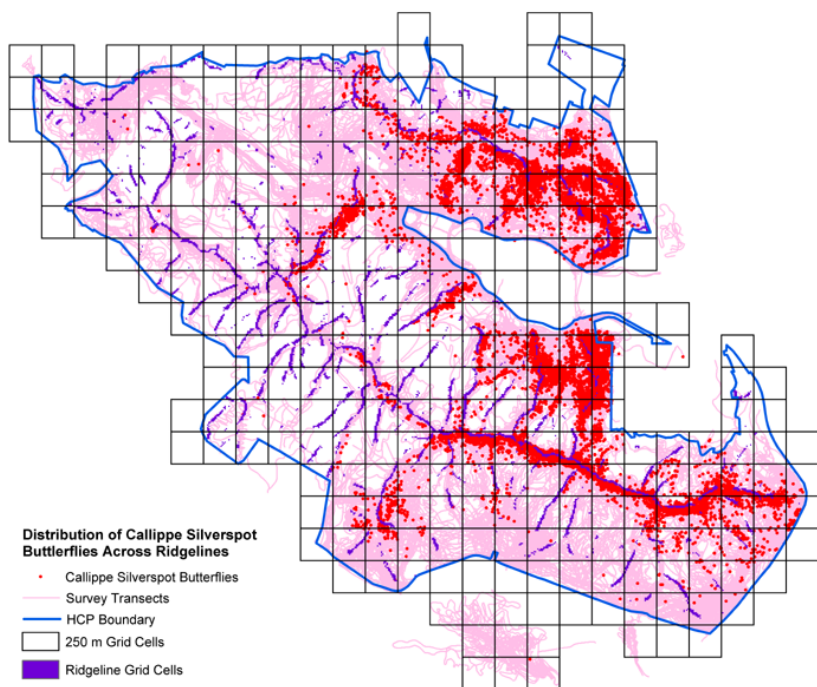 Distribution of Callippe Silverspot
Buttlerflies Across Ridgelines
Callippe Silverspot Butterflies
Survey Transects
HCP Boundary
250 m Grid Cells
Ridgeline Grid Cells